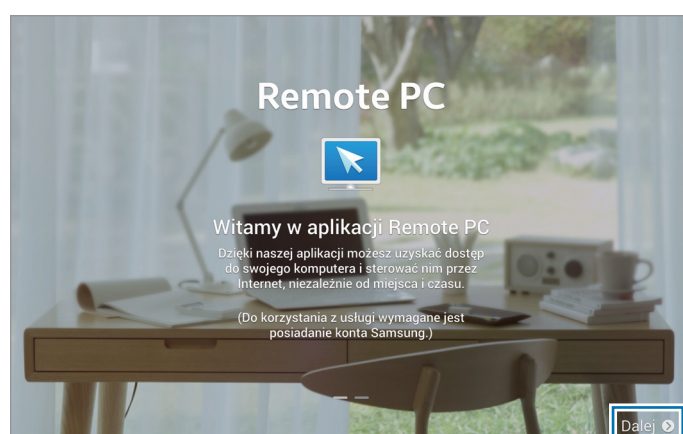 Remote PC
Witamy w aplikacji Remote PC
Dzięki naszej aplikacji możesz uzyskać dostęp
do swojego komputera i sterować nim przez
Internet, niezależnie od miejsca i czasu.
(Do korzystania z usługi wymagane jest
posiadanie konta Samsung.)
Dalej